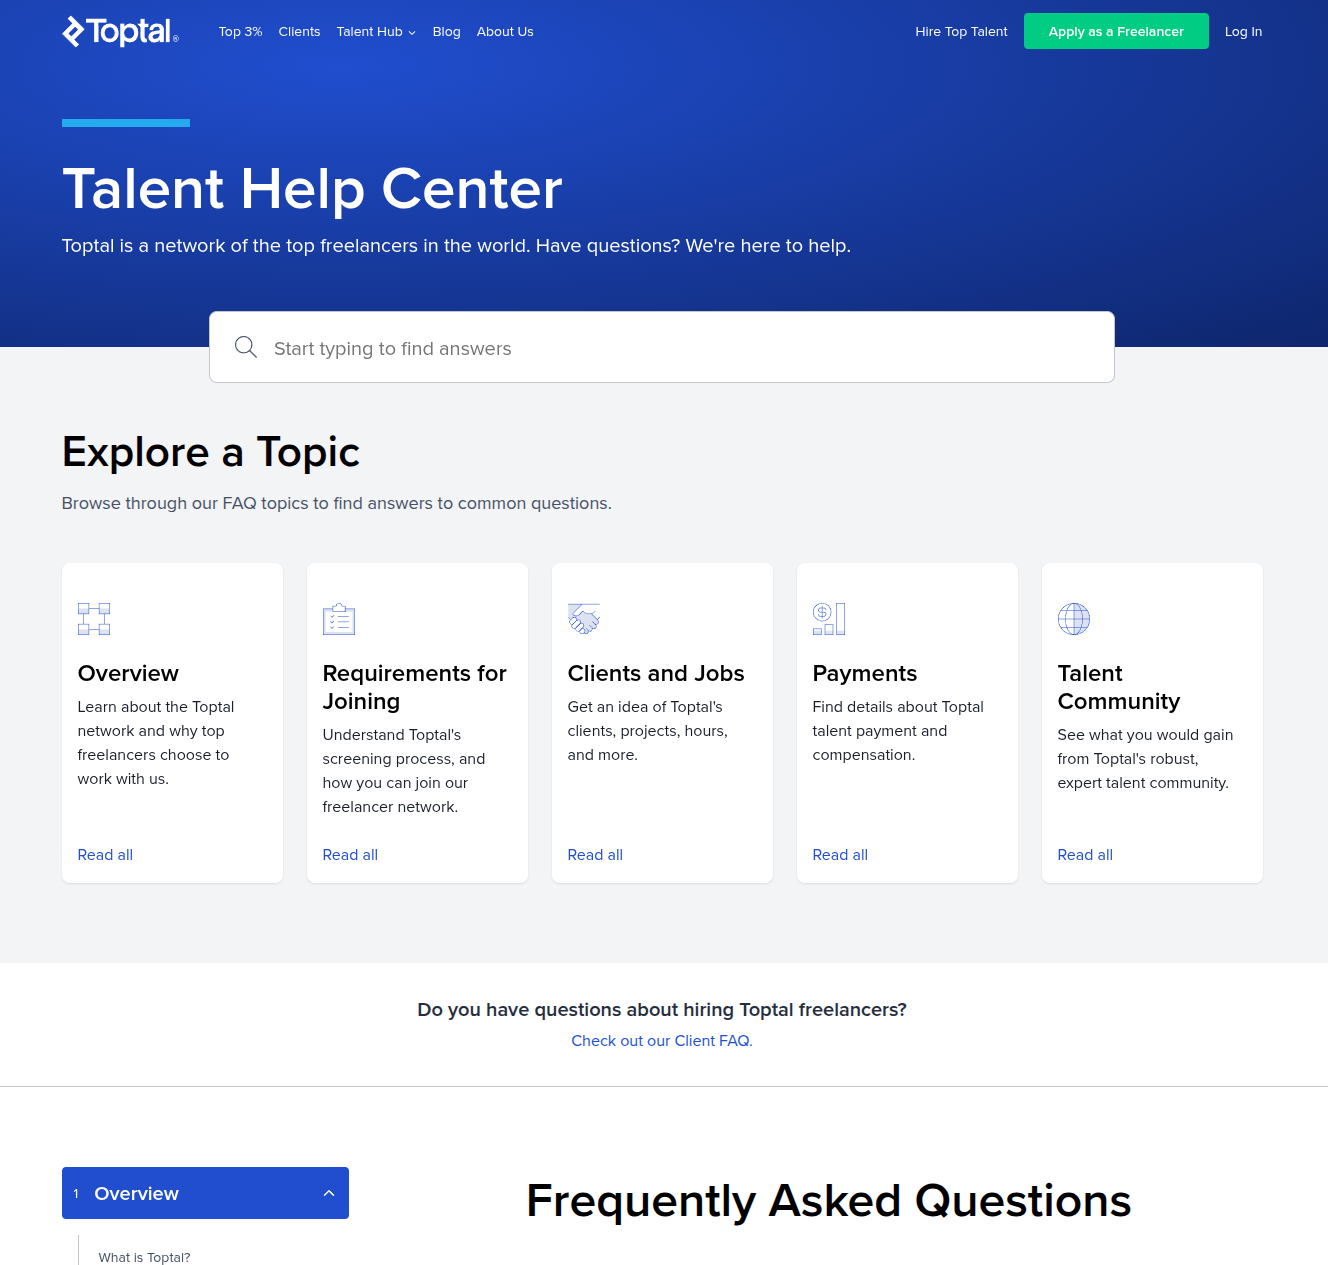 Toptal®
Top 3% Clients Talent Hub Blog About Us
Hire Top Talent Apply as a Freelancer Log In
Talent Help Center
Toptal is a network of the top freelancers in the world. Have questions? We're here to help.
Start typing to find answers
Explore a Topic
Browse through our FAQ topics to find answers to common questions.
Overview
Learn about the Toptal
network and why top
freelancers choose to
work with us.
Read all
Requirements for
Joining
Understand Toptal's
screening process, and
how you can join our
freelancer network.
Read all
Clients and Jobs
Get an idea of Toptal's
clients, projects, hours,
and more.
Read all
Payments
Find details about Toptal
talent payment and
compensation.
Read all
Talent
Community
See what you would gain
from Toptal's robust,
expert talent community.
Read all
Do you have questions about hiring Toptal freelancers?
Check out our Client FAQ.
1 Overview
What is Toptal?
Frequently Asked Questions